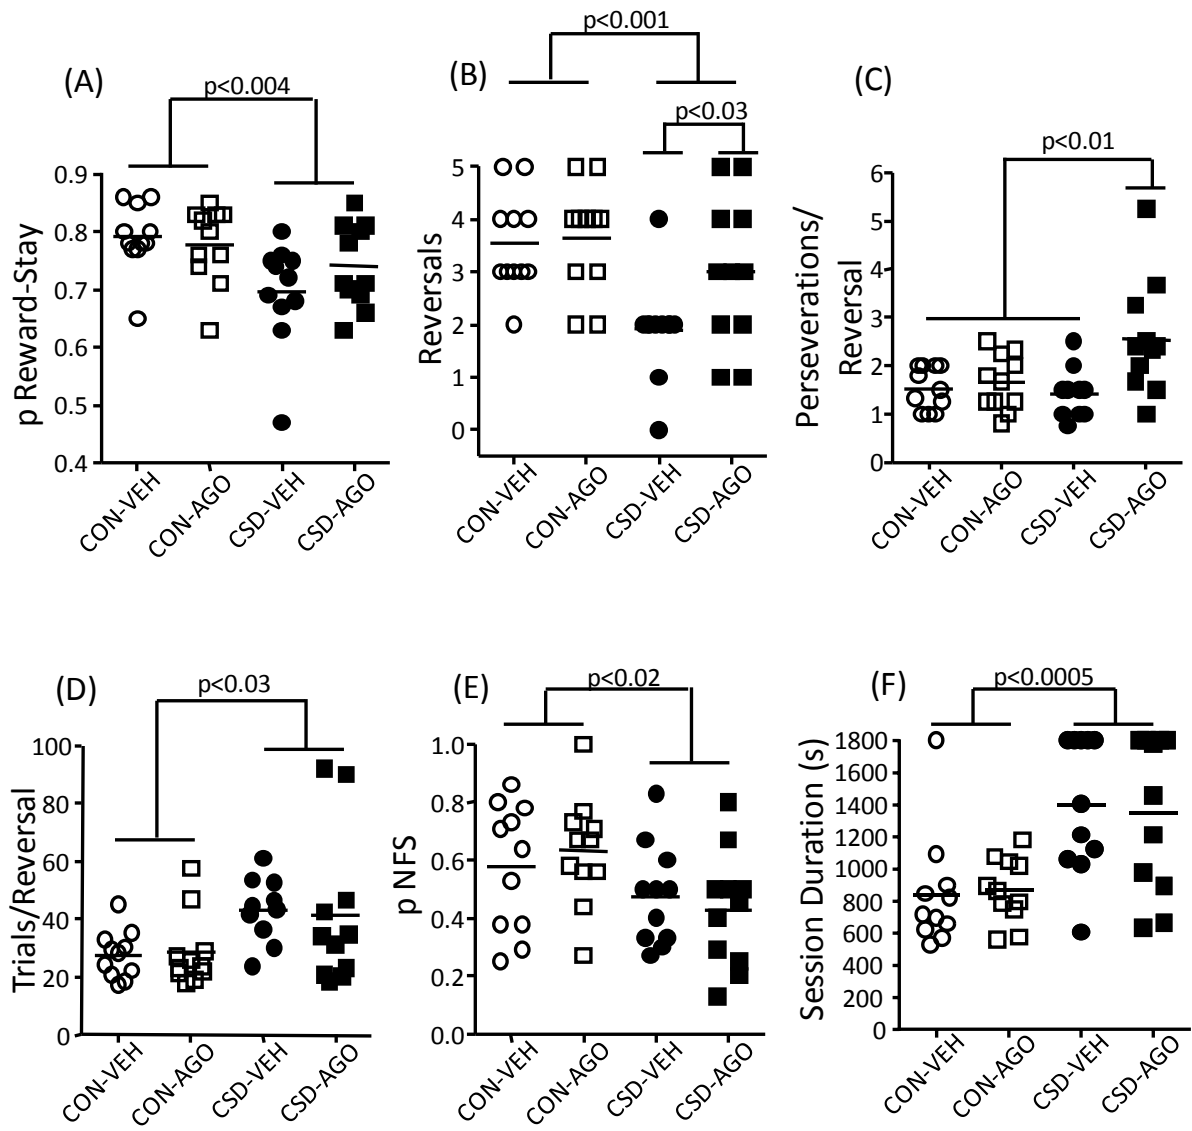 (A)
p<0.004
p Reward-Stay
0.9
0.8
0.7
0.6
0.5
0.4
CON-VEH
CON-AGO
CSD-VEH
CSD-AGO
(B)
p<0.001
p<0.03
Reversals
5
4
3
2
1
0
CON-VEH
CON-AGO
CSD-VEH
CSD-AGO
(C)
p<0.01
Perseverations/
Reversal
6
5
4
3
2
1
0
CON-VEH
CON-AGO
CSD-VEH
CSD-AGO
(D)
p<0.03
Trials/Reversal
100
80
60
40
20
0
CON-VEH
CON-AGO
CSD-VEH
CSD-AGO
(E)
p<0.02
p NFS
1.0
0.8
0.6
0.4
0.2
0.0
CON-VEH
CON-AGO
CSD-VEH
CSD-AGO
(F)
p<0.0005
Session Duration (s)
1800
1600
1400
1200
1000
800
600
400
200
0
CON-VEH
CON-AGO
CSD-VEH
CSD-AGO